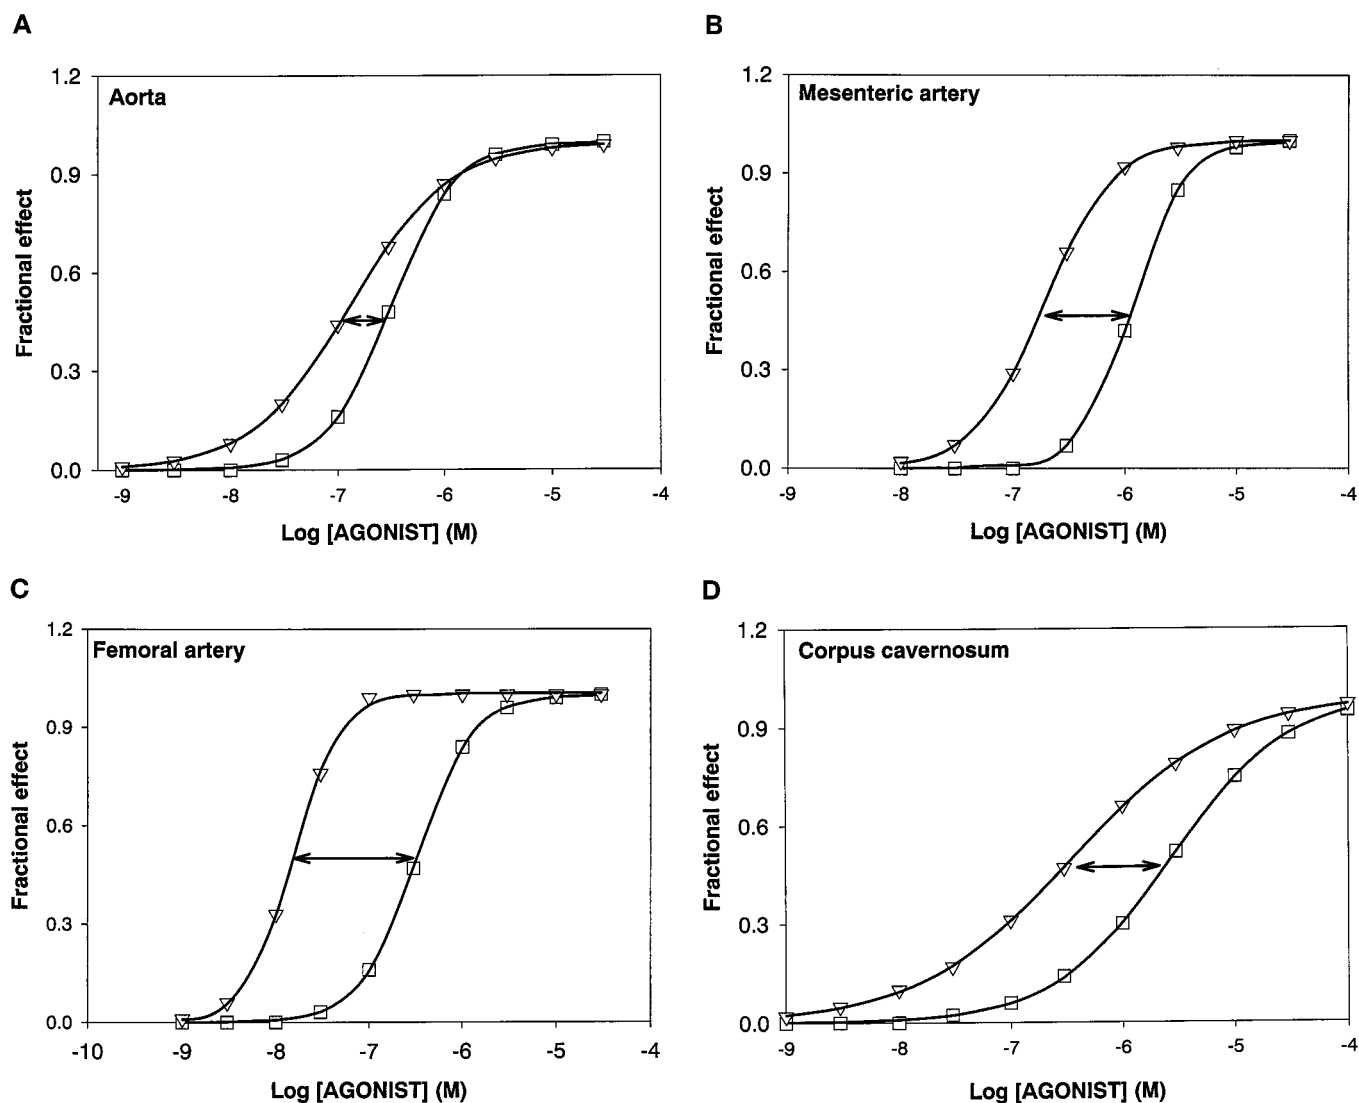 A
1.2
Aorta
0.9
0.6
0.3
0.0
Fractional effect
-9
-8
-7
-6
-5
-4
Log [AGONIST] (M)
B
1.2
Mesenteric artery
0.9
0.6
0.3
0.0
Fractional effect
-9
-8
-7
-6
-5
-4
Log [AGONIST] (M)
C
1.2
Femoral artery
0.9
0.6
0.3
0.0
Fractional effect
-10
-9
-8
-7
-6
-5
-4
Log [AGONIST] (M)
D
1.2
Corpus cavernosum
0.9
0.6
0.3
0.0
Fractional effect
-9
-8
-7
-6
-5
-4
Log [AGONIST] (M)